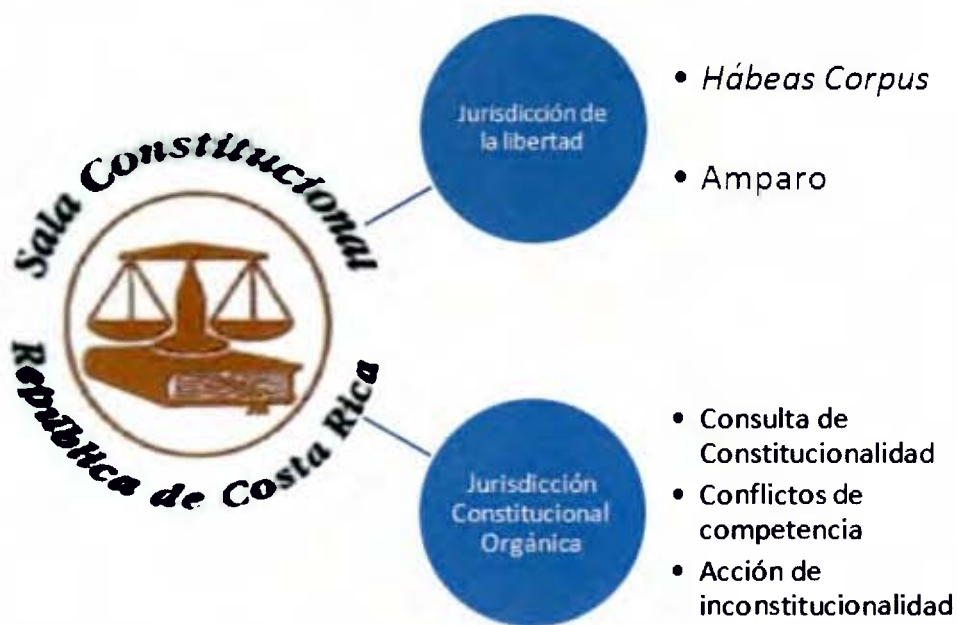 Sala Constitucional
República de Costa Rica
Jurisdicción de
la libertad
• Hábeas Corpus
• Amparo
Jurisdicción
Constitucional
Orgánica
• Consulta de
Constitucionalidad
• Conflictos de
competencia
• Acción de
inconstitucionalidad